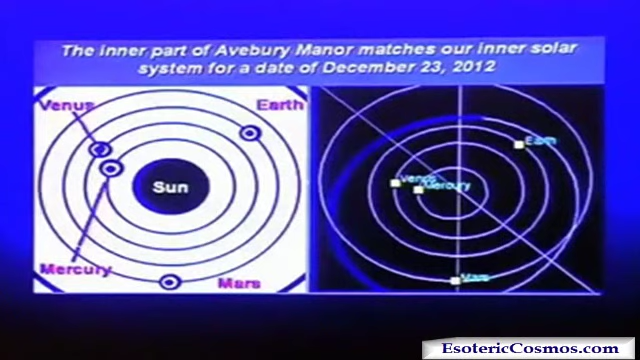 The inner part of Avebury Manor matches our inner solar
system for a date of December 23, 2012
Venus
Earth
Sun
Mercury
Mars
Earth
Venus
Mercury
Mars
EsotericCosmos.com